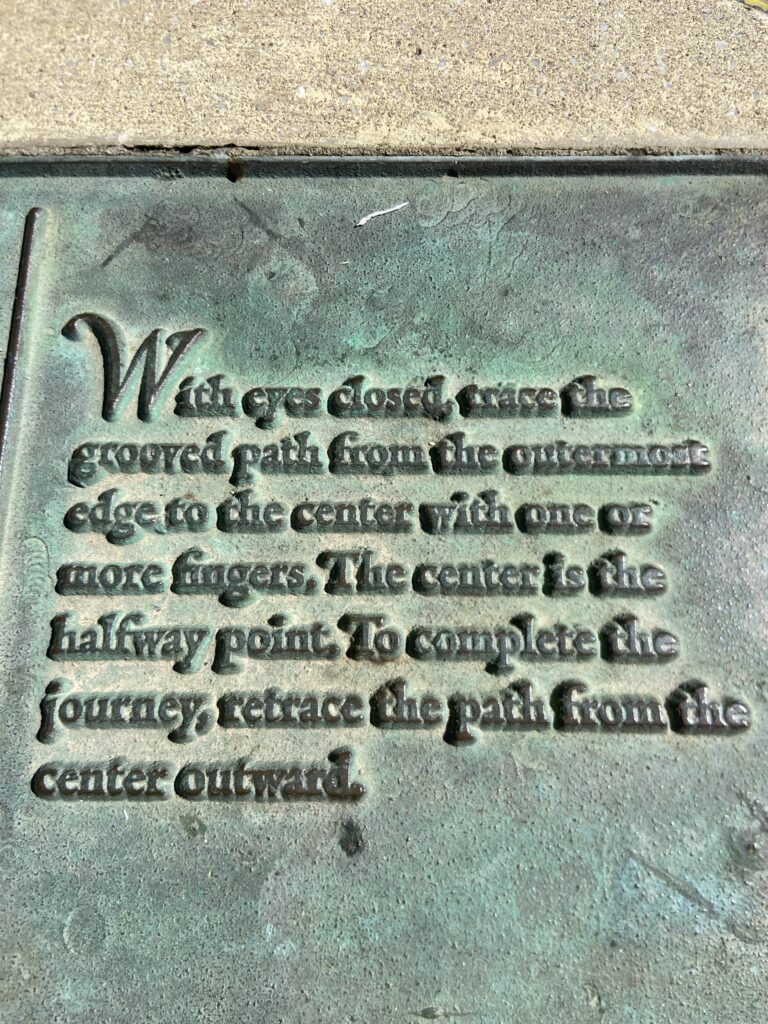 With eyes closed, trace the
grooved path from the outermost
edge to the center with one or
more fingers. The center is the
halfway point. To complete the
journey, retrace the path from the
center outward.